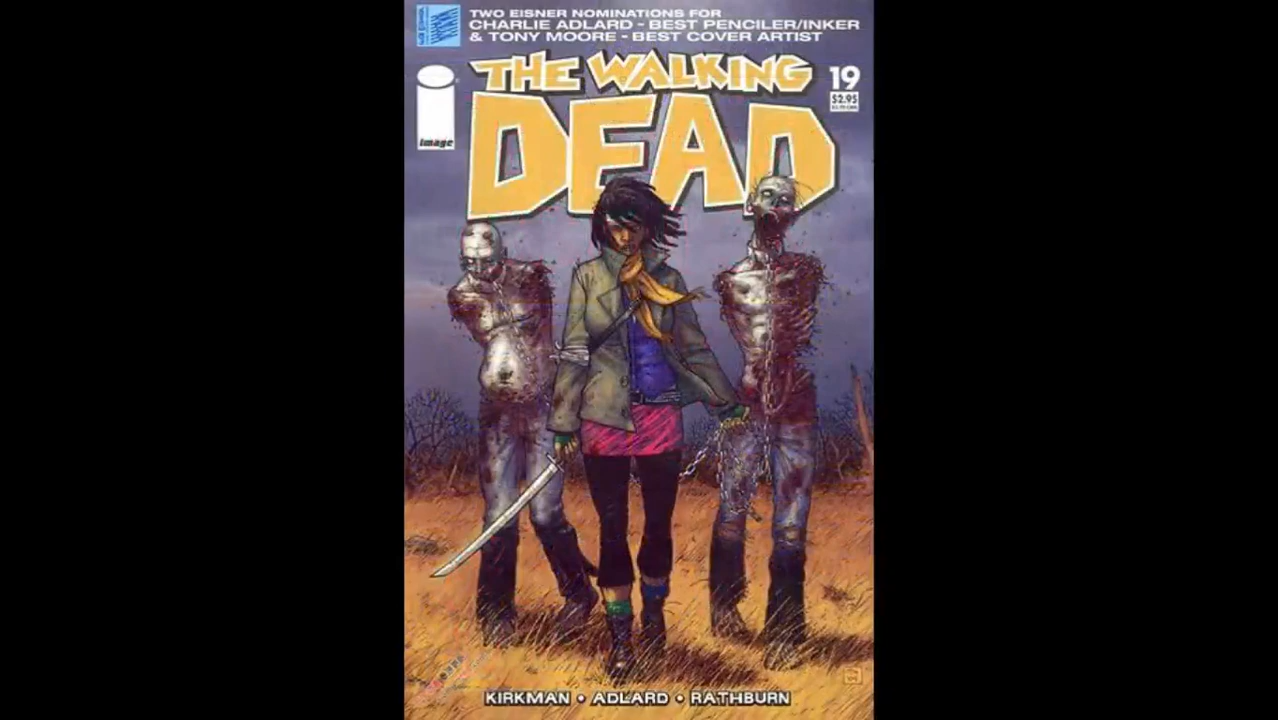 TWO EISNER NOMINATIONS FOR
CHARLIE ADLARD - BEST PENCILER/INKER
& TONY MOORE - BEST COVER ARTIST
THE WALKING
DEAD
19
$2.95
image
KIRKMAN • ADLARD • RATHBURN